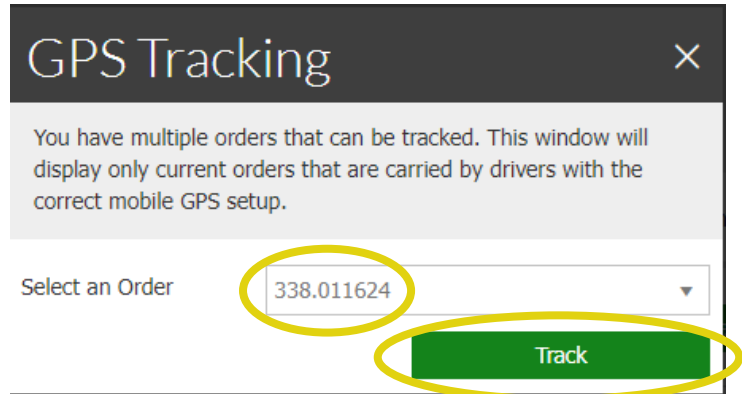 GPS Tracking
You have multiple orders that can be tracked. This window will
display only current orders that are carried by drivers with the
correct mobile GPS setup.
Select an Order
338.011624
Track